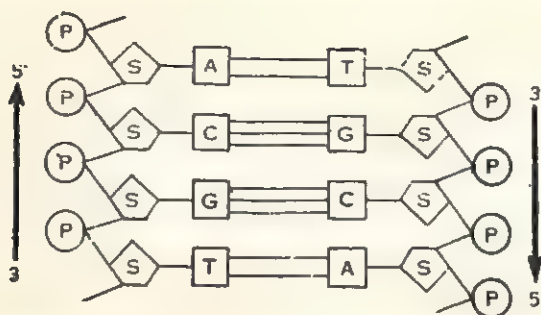 P
S A T S
5' 3
P P
S C G S
P P
S G C S
P P
S T A S
3 P 5